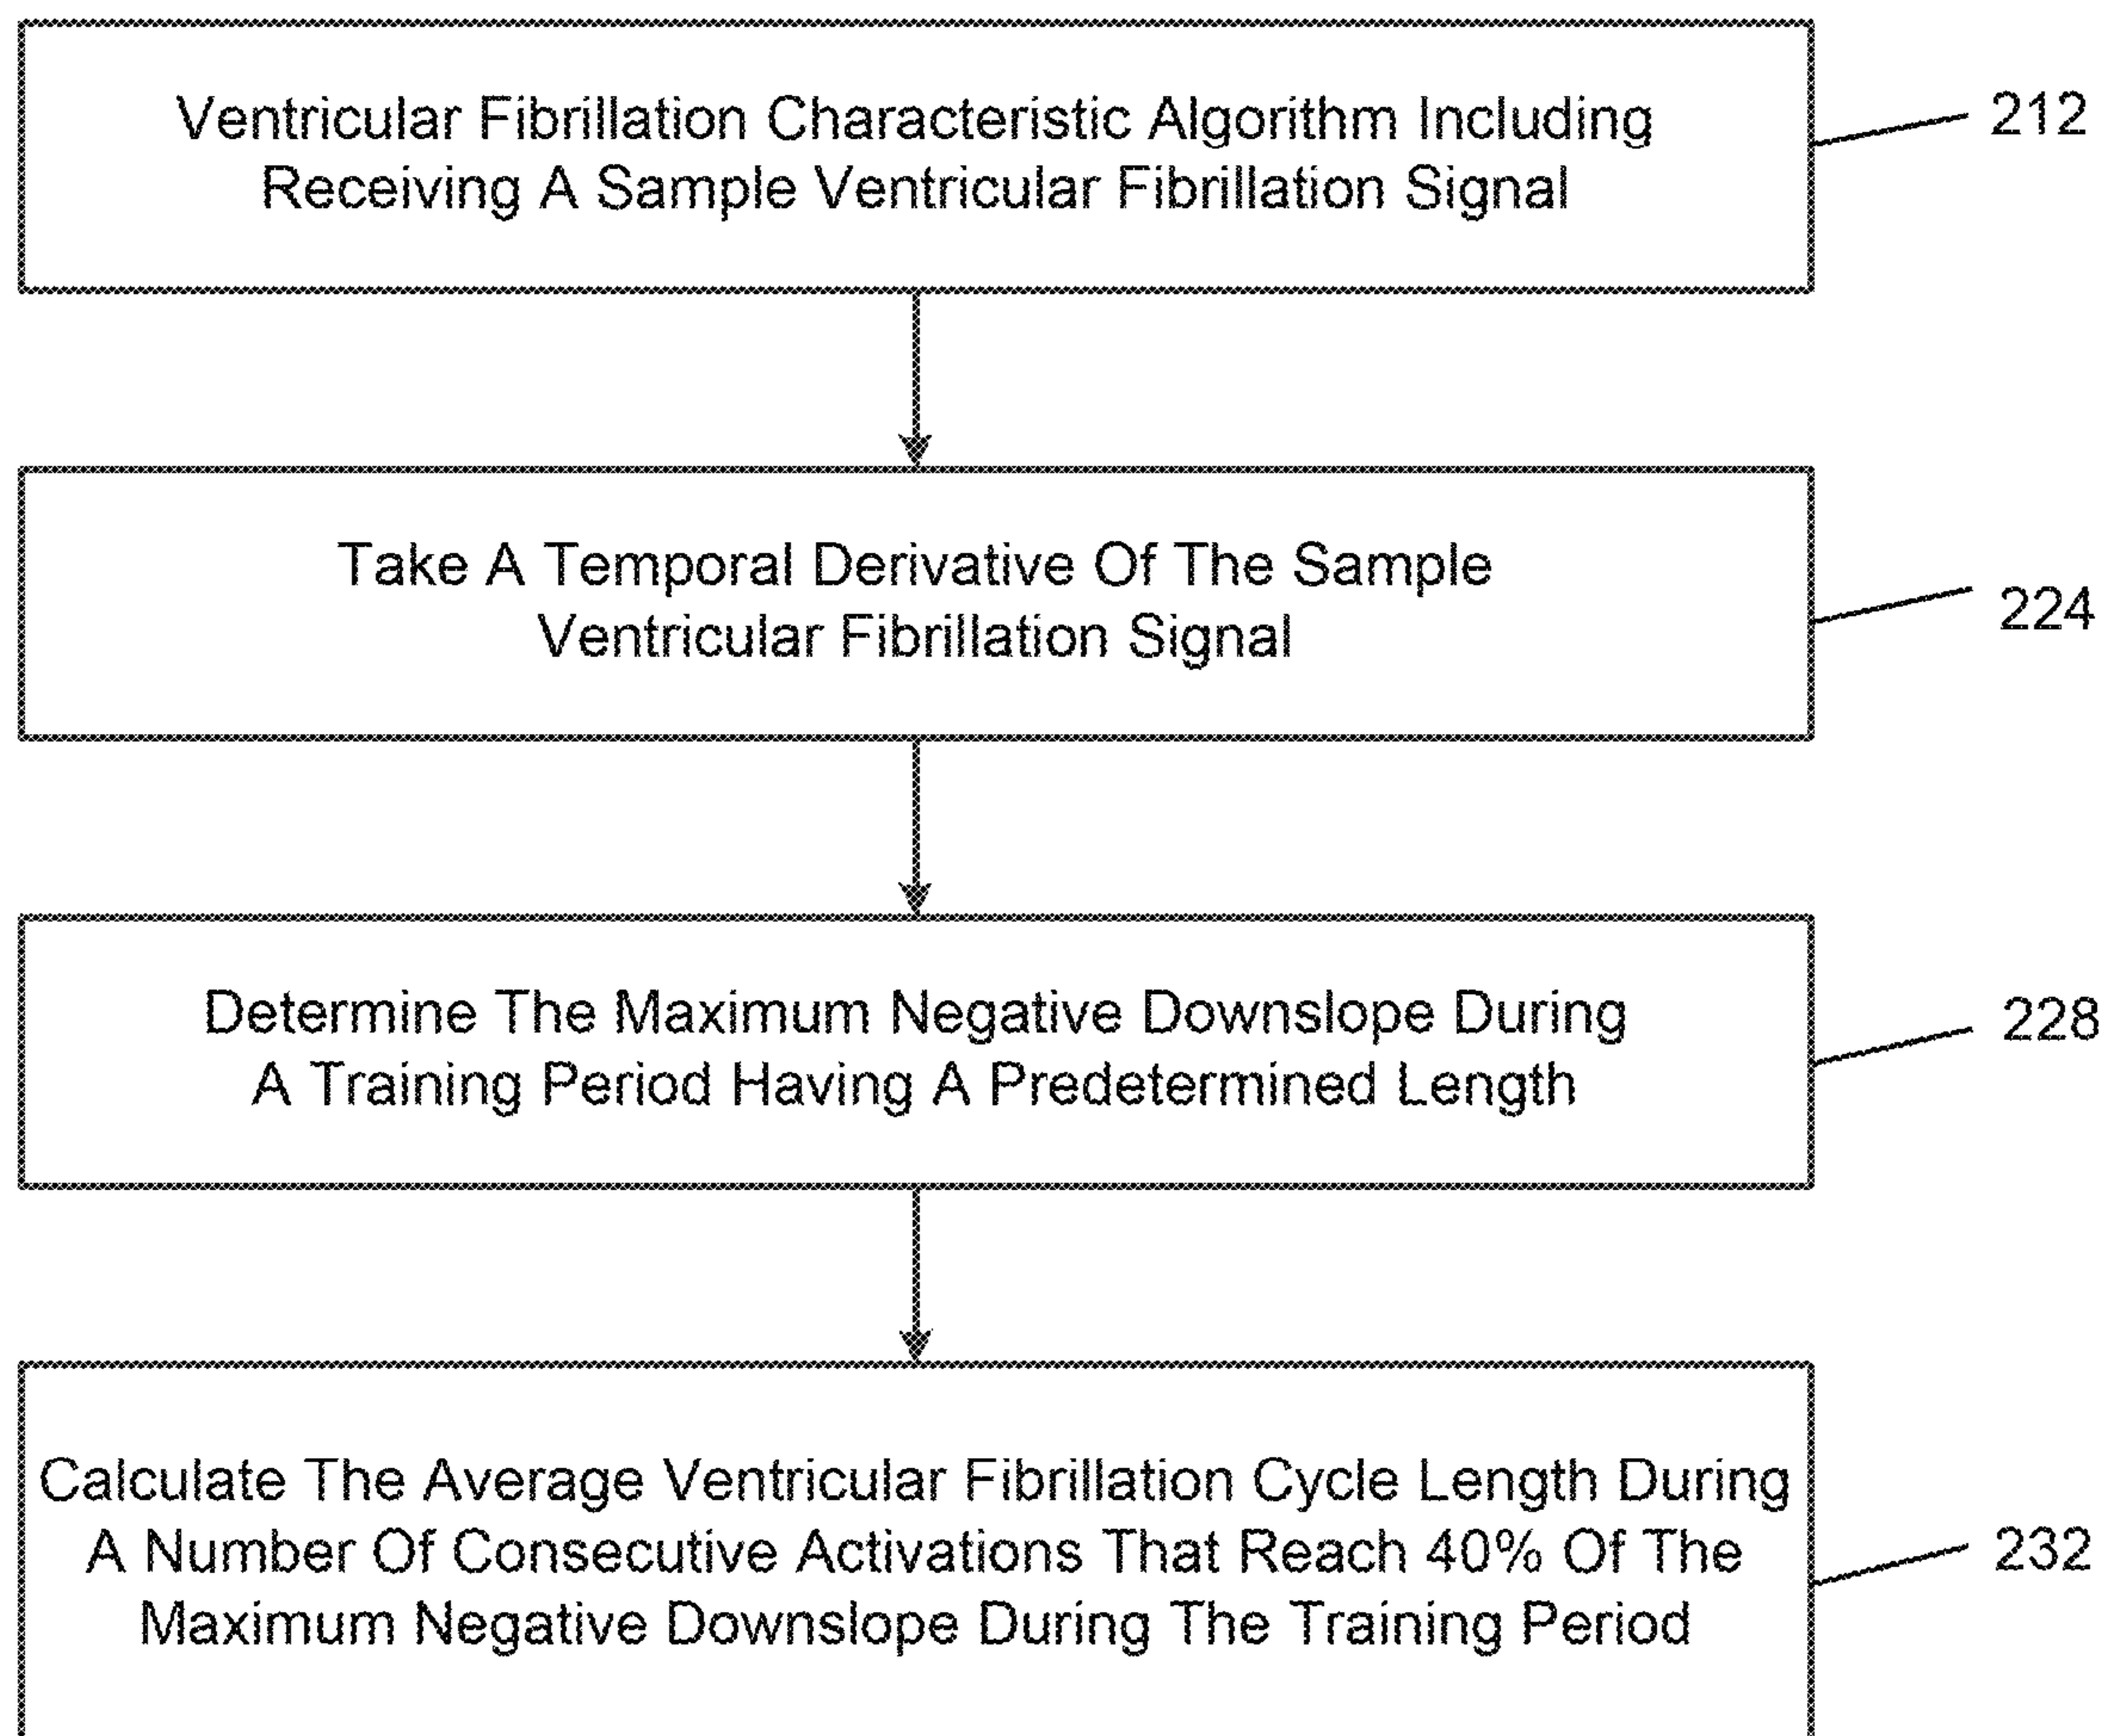 Ventricular Fibrillation Characteristic Algorithm Including
Receiving A Sample Ventricular Fibrillation Signal
212
Take A Temporal Derivative Of The Sample
Ventricular Fibrillation Signal
224
Determine The Maximum Negative Downslope During
A Training Period Having A Predetermined Length
228
Calculate The Average Ventricular Fibrillation Cycle Length During
A Number Of Consecutive Activations That Reach 40% Of The
Maximum Negative Downslope During The Training Period
232